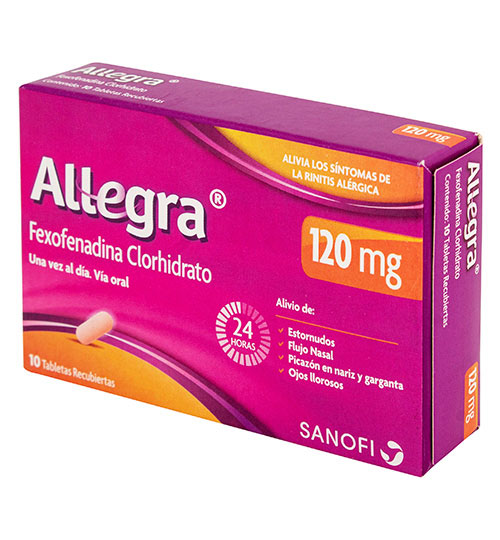 Allegra®
Fexofenadina Clorhidrato
Contenido: 10 Tabletas Recubiertas
120 mg
ALIVIA LOS SÍNTOMAS DE
LA RINITIS ALÉRGICA
Allegra®
Fexofenadina Clorhidrato
Una vez al día. Vía oral
120 mg
24
HORAS
Alivio de:
Estornudos
Flujo Nasal
Picazón en nariz y garganta
Ojos llorosos
10 Tabletas Recubiertas
SANOFI
Allegra®
Fexofenadina Clorhidrato
Contenido: 10 Tabletas Recubiertas
120 mg